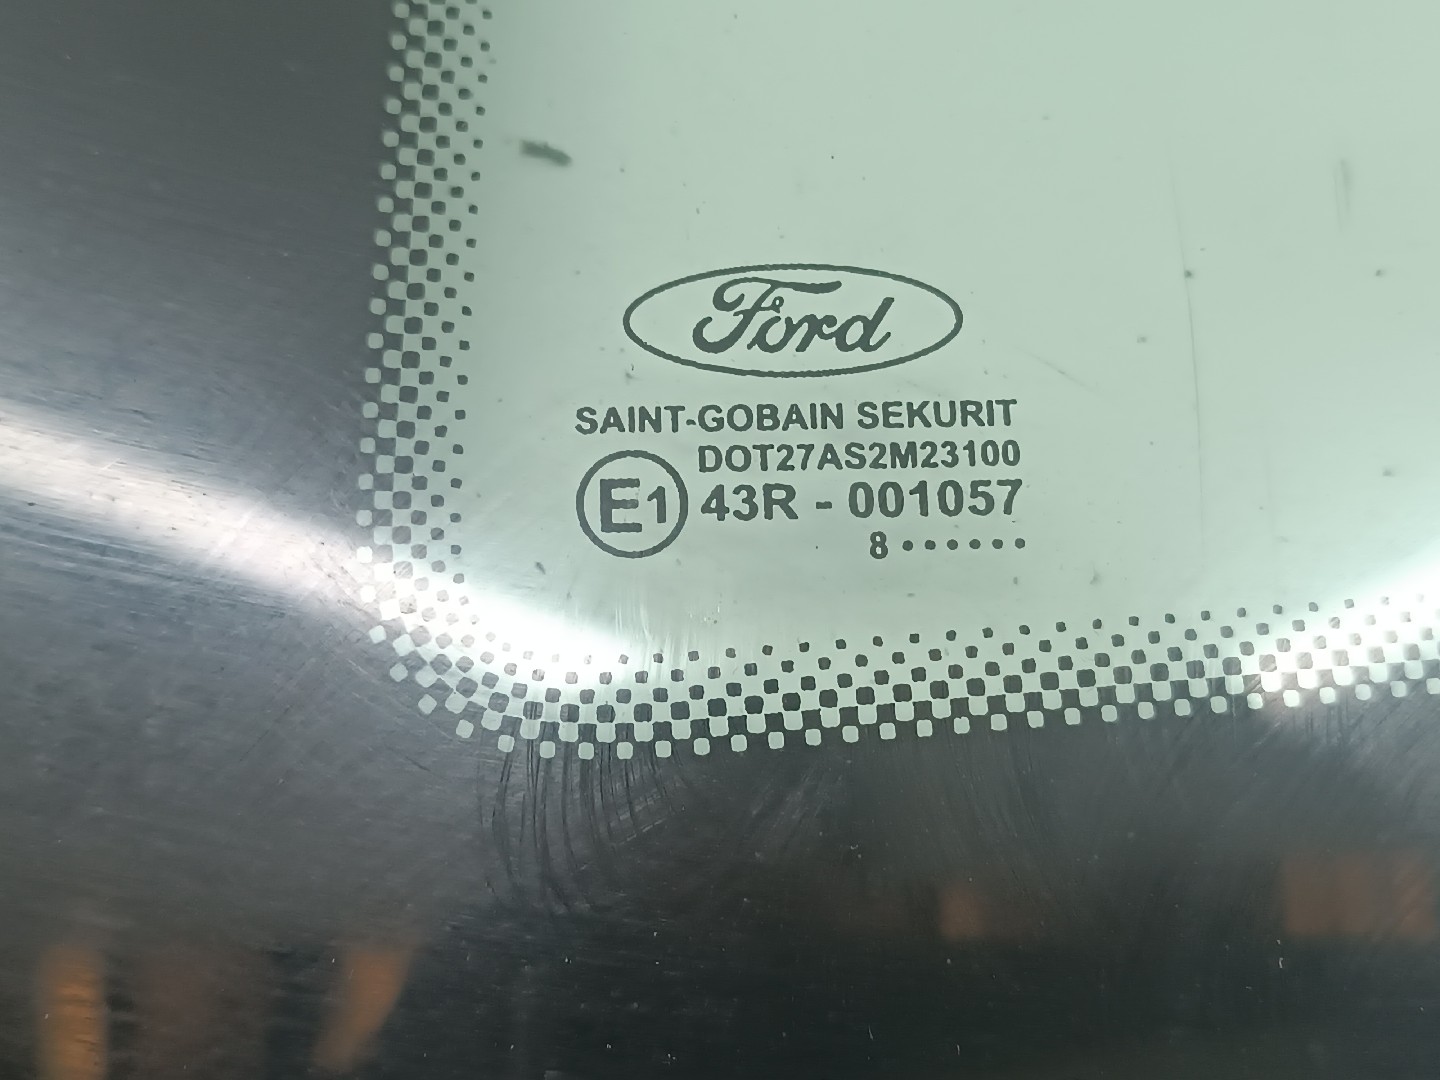 Ford
SAINT-GOBAIN SEKURIT
DOT27AS2M23100
E1 43R - 001057
8 ••••••